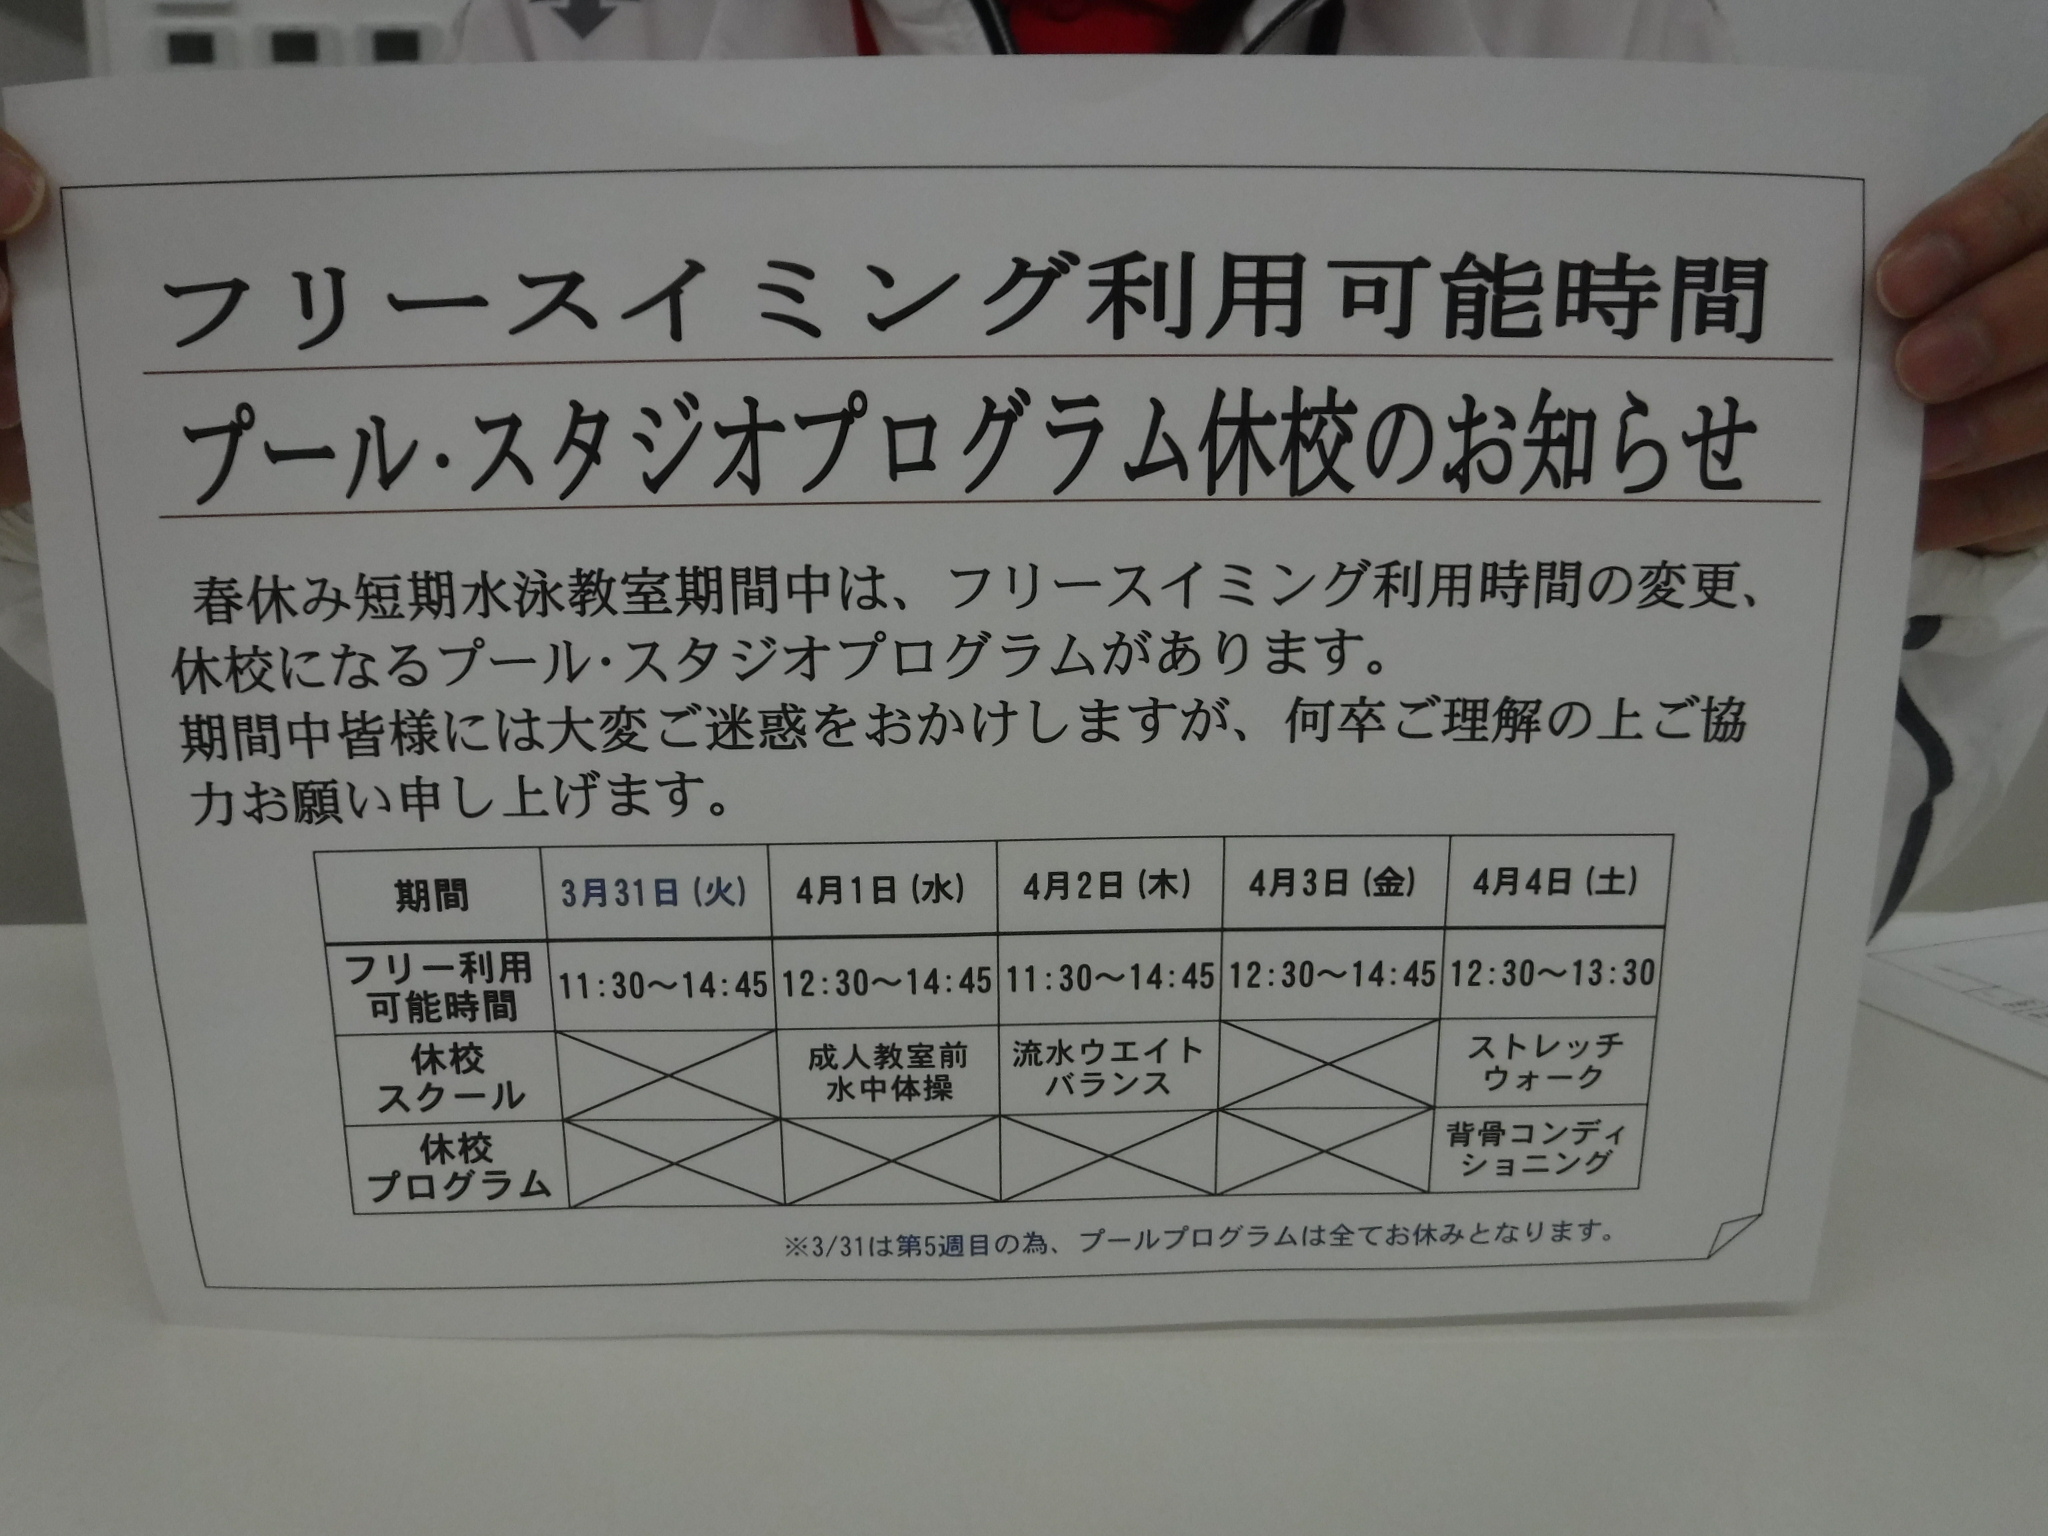 フリースイミング利用可能時間
プール・スタジオプログラム休校のお知らせ
春休み短期水泳教室期間中は、フリースイミング利用時間の変更、
休校になるプール・スタジオプログラムがあります。
期間中皆様には大変ご迷惑をおかけしますが、何卒ご理解の上ご協
力お願い申し上げます。
期間 3月31日(火) 4月1日(水) 4月2日(木) 4月3日(金) 4月4日(土)
フリー利用
可能時間
11:30～14:45 12:30～14:45 11:30～14:45 12:30～14:45 12:30～13:30
休校
スクール
成人教室前
水中体操
流水ウエイト
バランス
ストレッチ
ウォーク
休校
プログラム
背骨コンディ
ショニング
※3/31は第5週目の為、プールプログラムは全てお休みとなります。